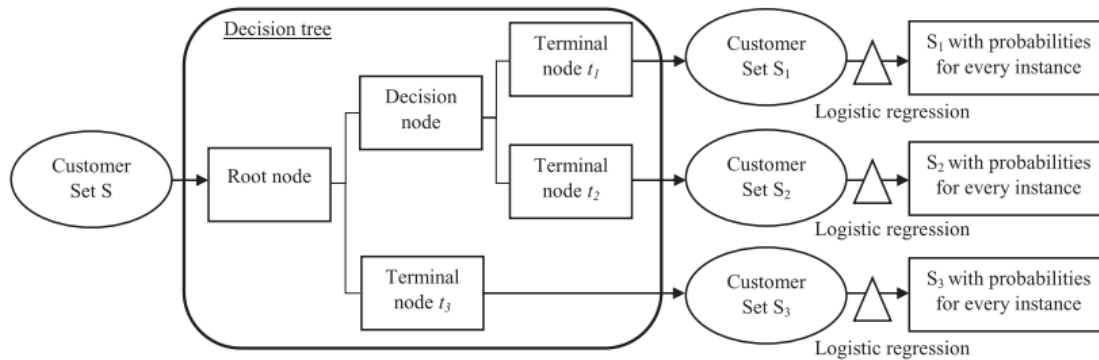 Decision tree
Customer
Set S
Root node
Decision
node
Terminal
node t₁
Terminal
node t₂
Terminal
node t₃
Customer
Set S₁
Logistic regression
S₁ with probabilities
for every instance
Customer
Set S₂
Logistic regression
S₂ with probabilities
for every instance
Customer
Set S₃
Logistic regression
S₃ with probabilities
for every instance